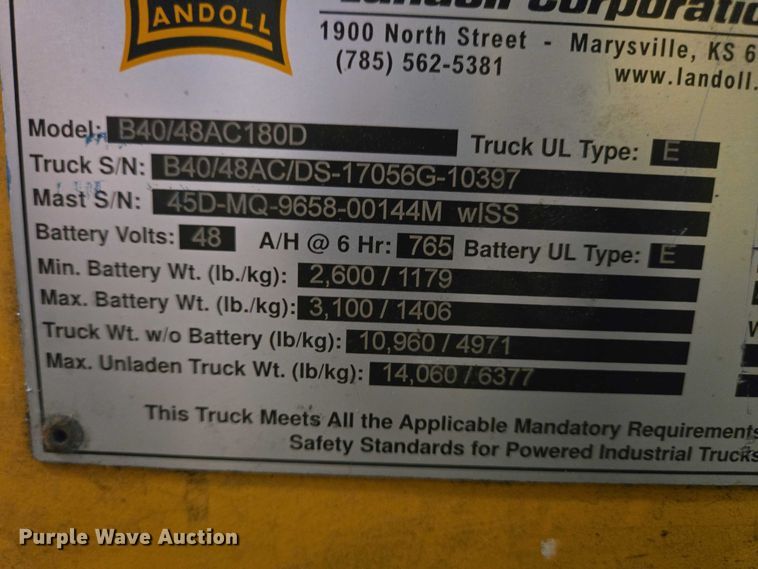 LANDOLL
Landoll Corporatio
1900 North Street - Marysville, KS 6
(785) 562-5381
www.landoll.
Model: B40/48AC180D Truck UL Type: E
Truck S/N: B40/48AC/DS-17056G-10397
Mast S/N: 45D-MQ-9658-00144M wISS
Battery Volts: 48 A/H @ 6 Hr: 765 Battery UL Type: E
Min. Battery Wt. (lb./kg): 2,600 / 1179
Max. Battery Wt. (lb./kg): 3,100 / 1406
Truck Wt. w/o Battery (lb/kg): 10,960 / 4971
Max. Unladen Truck Wt. (lb/kg): 14,060 / 6377
This Truck Meets All the Applicable Mandatory Requirements
Safety Standards for Powered Industrial Trucks
Purple Wave Auction